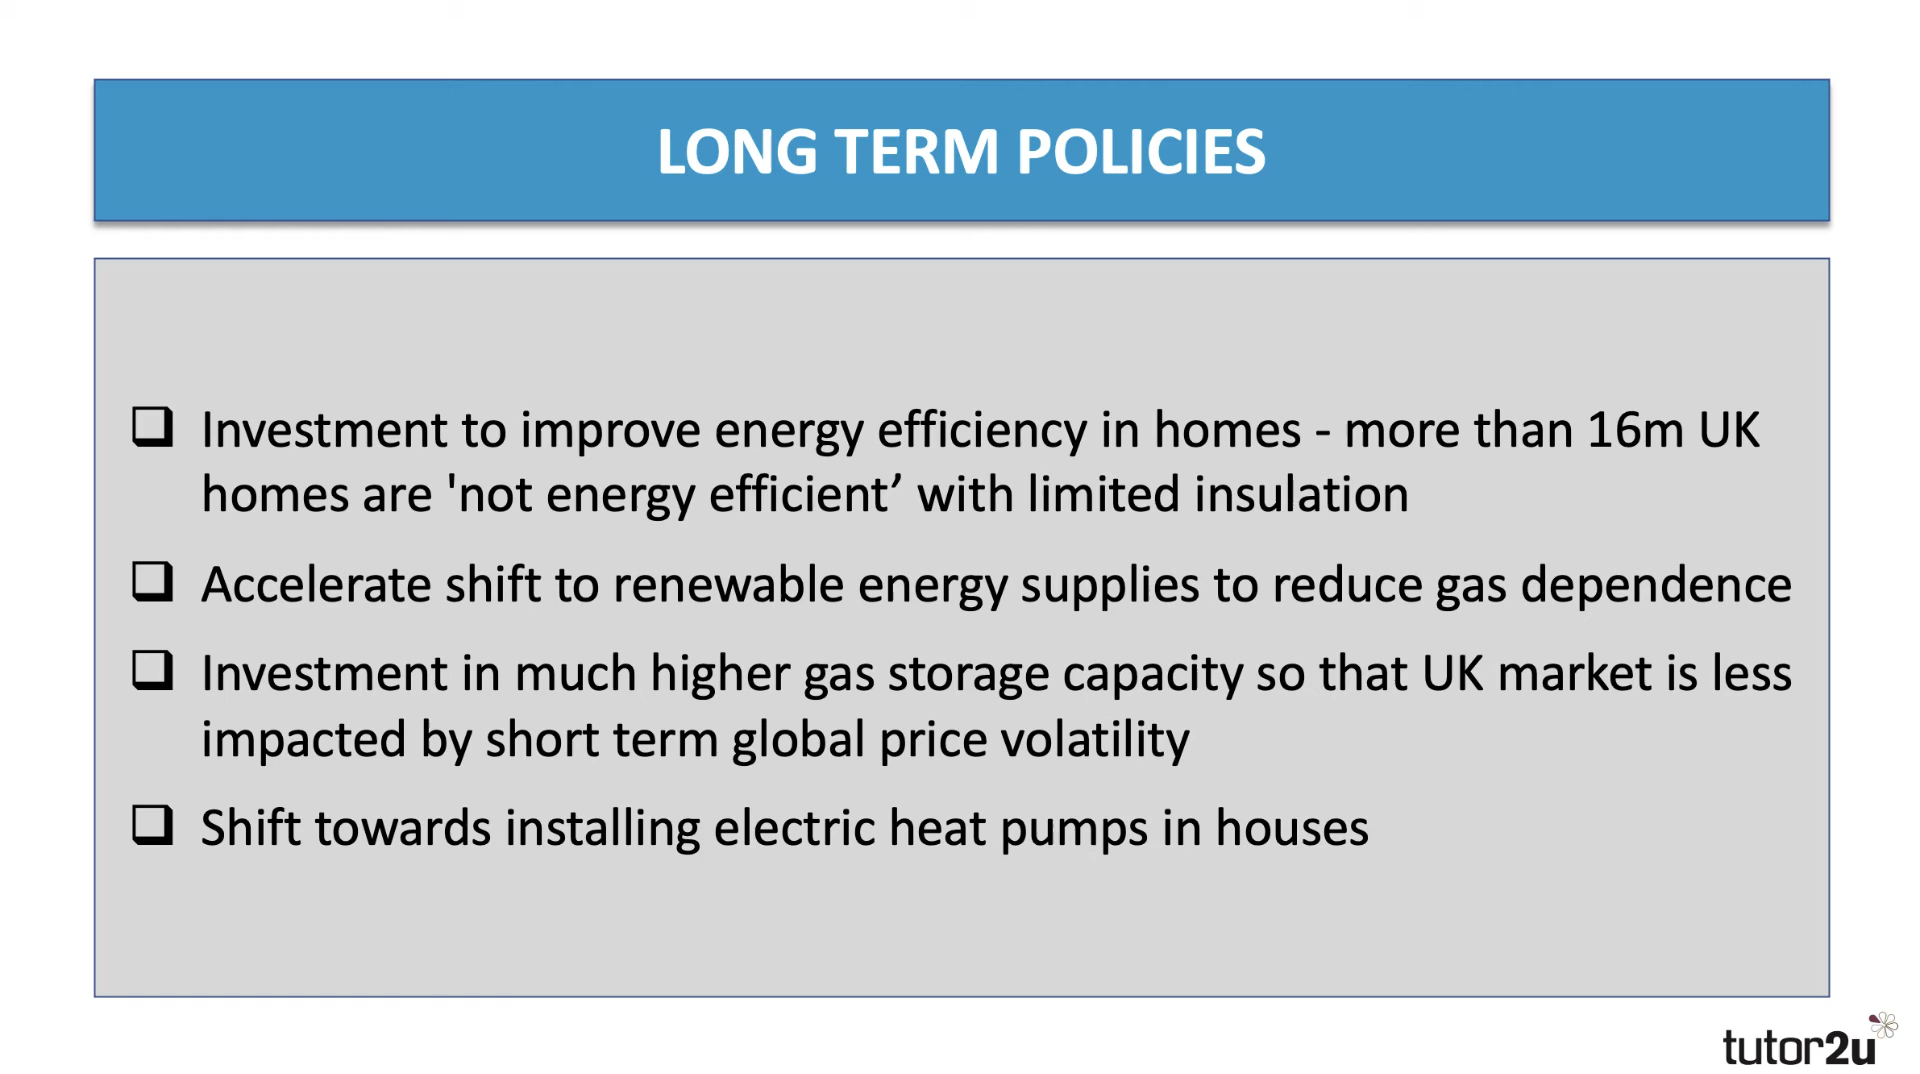 LONG TERM POLICIES
Investment to improve energy efficiency in homes - more than 16m UK
homes are 'not energy efficient’ with limited insulation
Accelerate shift to renewable energy supplies to reduce gas dependence
Investment in much higher gas storage capacity so that UK market is less
impacted by short term global price volatility
Shift towards installing electric heat pumps in houses
tutor2u